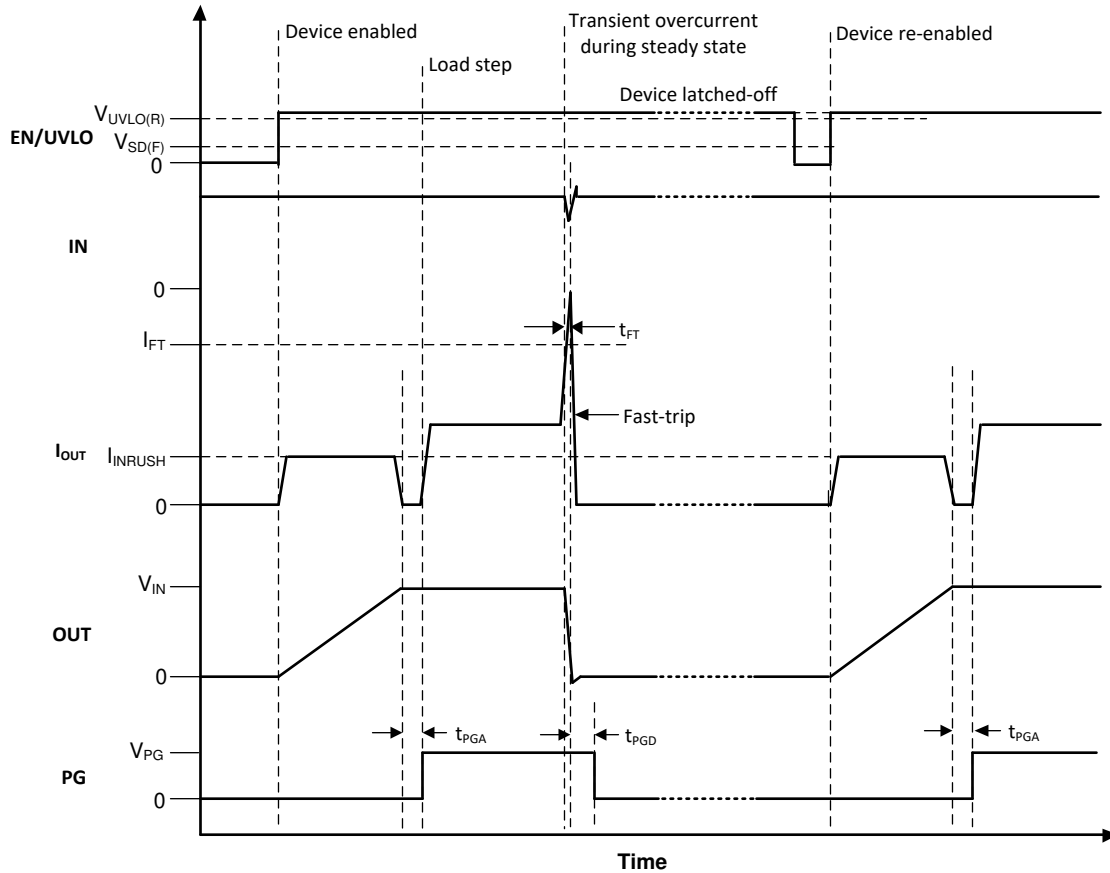 Device enabled
Transient overcurrent
during steady state
Device re-enabled
Load step
Device latched-off
V_UVLO(R)
EN/UVLO
V_SD(F)
0
IN
0
t_FT
I_FT
Fast-trip
I_OUT
I_INRUSH
0
V_IN
OUT
0
t_PGA
t_PGD
t_PGA
V_PG
PG
0
Time